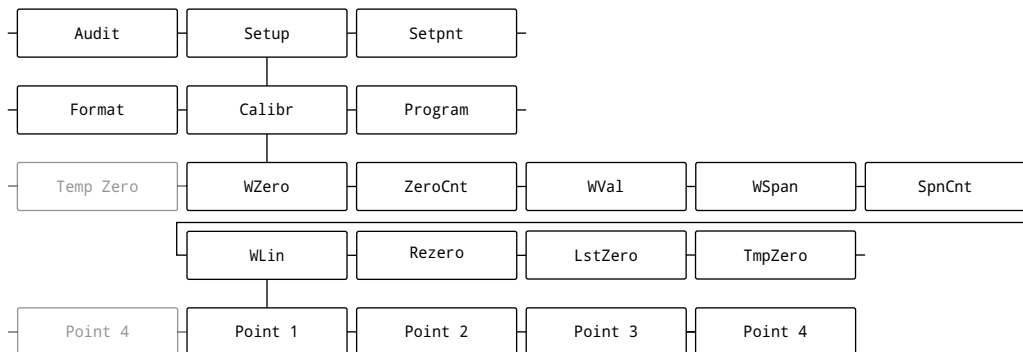 Audit Setup Setpnt
Format Calibr Program
Temp Zero WZero ZeroCnt WVal WSpan SpnCnt
WLin Rezero LstZero TmpZero
Point 4 Point 1 Point 2 Point 3 Point 4